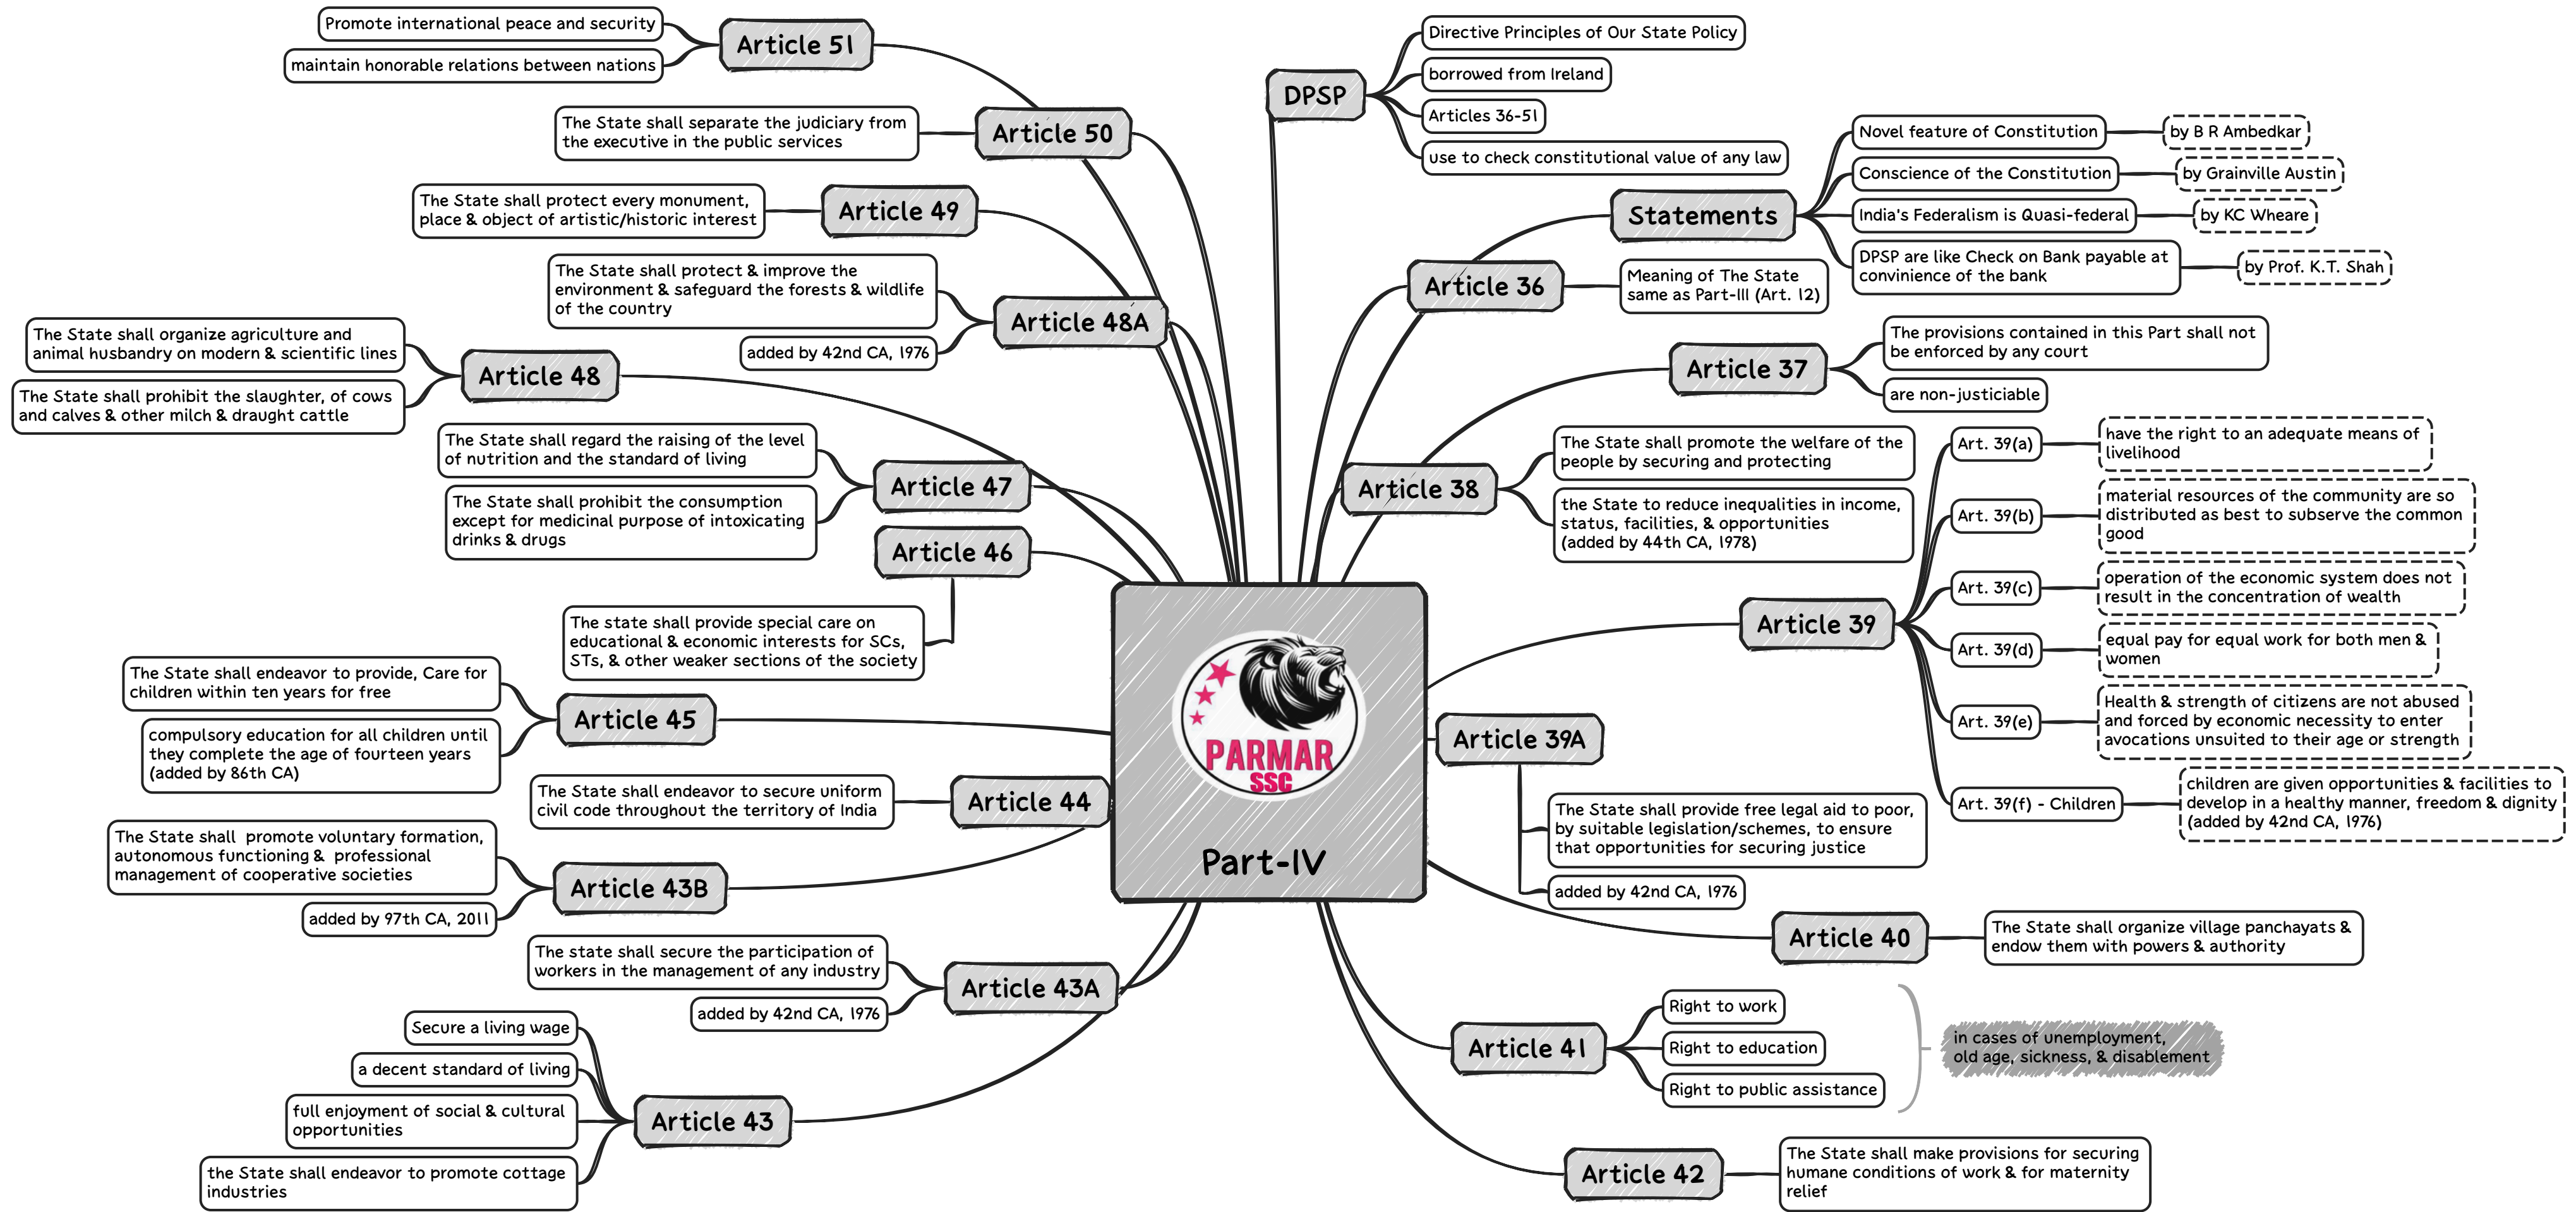 Part-IV
PARMAR
SSC
DPSP
Directive Principles of Our State Policy
borrowed from Ireland
Articles 36-51
use to check constitutional value of any law
Statements
Novel feature of Constitution
by B R Ambedkar
Conscience of the Constitution
by Grainville Austin
India's Federalism is Quasi-federal
by KC Wheare
DPSP are like Check on Bank payable at
convinience of the bank
by Prof. K.T. Shah
Article 36
Meaning of The State
same as Part-III (Art. 12)
Article 37
The provisions contained in this Part shall not
be enforced by any court
are non-justiciable
Article 38
The State shall promote the welfare of the
people by securing and protecting
the State to reduce inequalities in income,
status, facilities, & opportunities
(added by 44th CA, 1978)
Article 39
Art. 39(a)
have the right to an adequate means of
livelihood
Art. 39(b)
material resources of the community are so
distributed as best to subserve the common
good
Art. 39(c)
operation of the economic system does not
result in the concentration of wealth
Art. 39(d)
equal pay for equal work for both men &
women
Art. 39(e)
Health & strength of citizens are not abused
and forced by economic necessity to enter
avocations unsuited to their age or strength
Art. 39(f) - Children
children are given opportunities & facilities to
develop in a healthy manner, freedom & dignity
(added by 42nd CA, 1976)
Article 39A
The State shall provide free legal aid to poor,
by suitable legislation/schemes, to ensure
that opportunities for securing justice
added by 42nd CA, 1976
Article 40
The State shall organize village panchayats &
endow them with powers & authority
Article 41
Right to work
Right to education
Right to public assistance
in cases of unemployment,
old age, sickness, & disablement
Article 42
The State shall make provisions for securing
humane conditions of work & for maternity
relief
Article 43
Secure a living wage
a decent standard of living
full enjoyment of social & cultural
opportunities
the State shall endeavor to promote cottage
industries
Article 43A
The state shall secure the participation of
workers in the management of any industry
added by 42nd CA, 1976
Article 43B
The State shall promote voluntary formation,
autonomous functioning & professional
management of cooperative societies
added by 97th CA, 2011
Article 44
The State shall endeavor to secure uniform
civil code throughout the territory of India
Article 45
The State shall endeavor to provide, Care for
children within ten years for free
compulsory education for all children until
they complete the age of fourteen years
(added by 86th CA)
Article 46
The state shall provide special care on
educational & economic interests for SCs,
STs, & other weaker sections of the society
Article 47
The State shall regard the raising of the level
of nutrition and the standard of living
The State shall prohibit the consumption
except for medicinal purpose of intoxicating
drinks & drugs
Article 48
The State shall organize agriculture and
animal husbandry on modern & scientific lines
The State shall prohibit the slaughter, of cows
and calves & other milch & draught cattle
Article 48A
The State shall protect & improve the
environment & safeguard the forests & wildlife
of the country
added by 42nd CA, 1976
Article 49
The State shall protect every monument,
place & object of artistic/historic interest
Article 50
The State shall separate the judiciary from
the executive in the public services
Article 51
Promote international peace and security
maintain honorable relations between nations